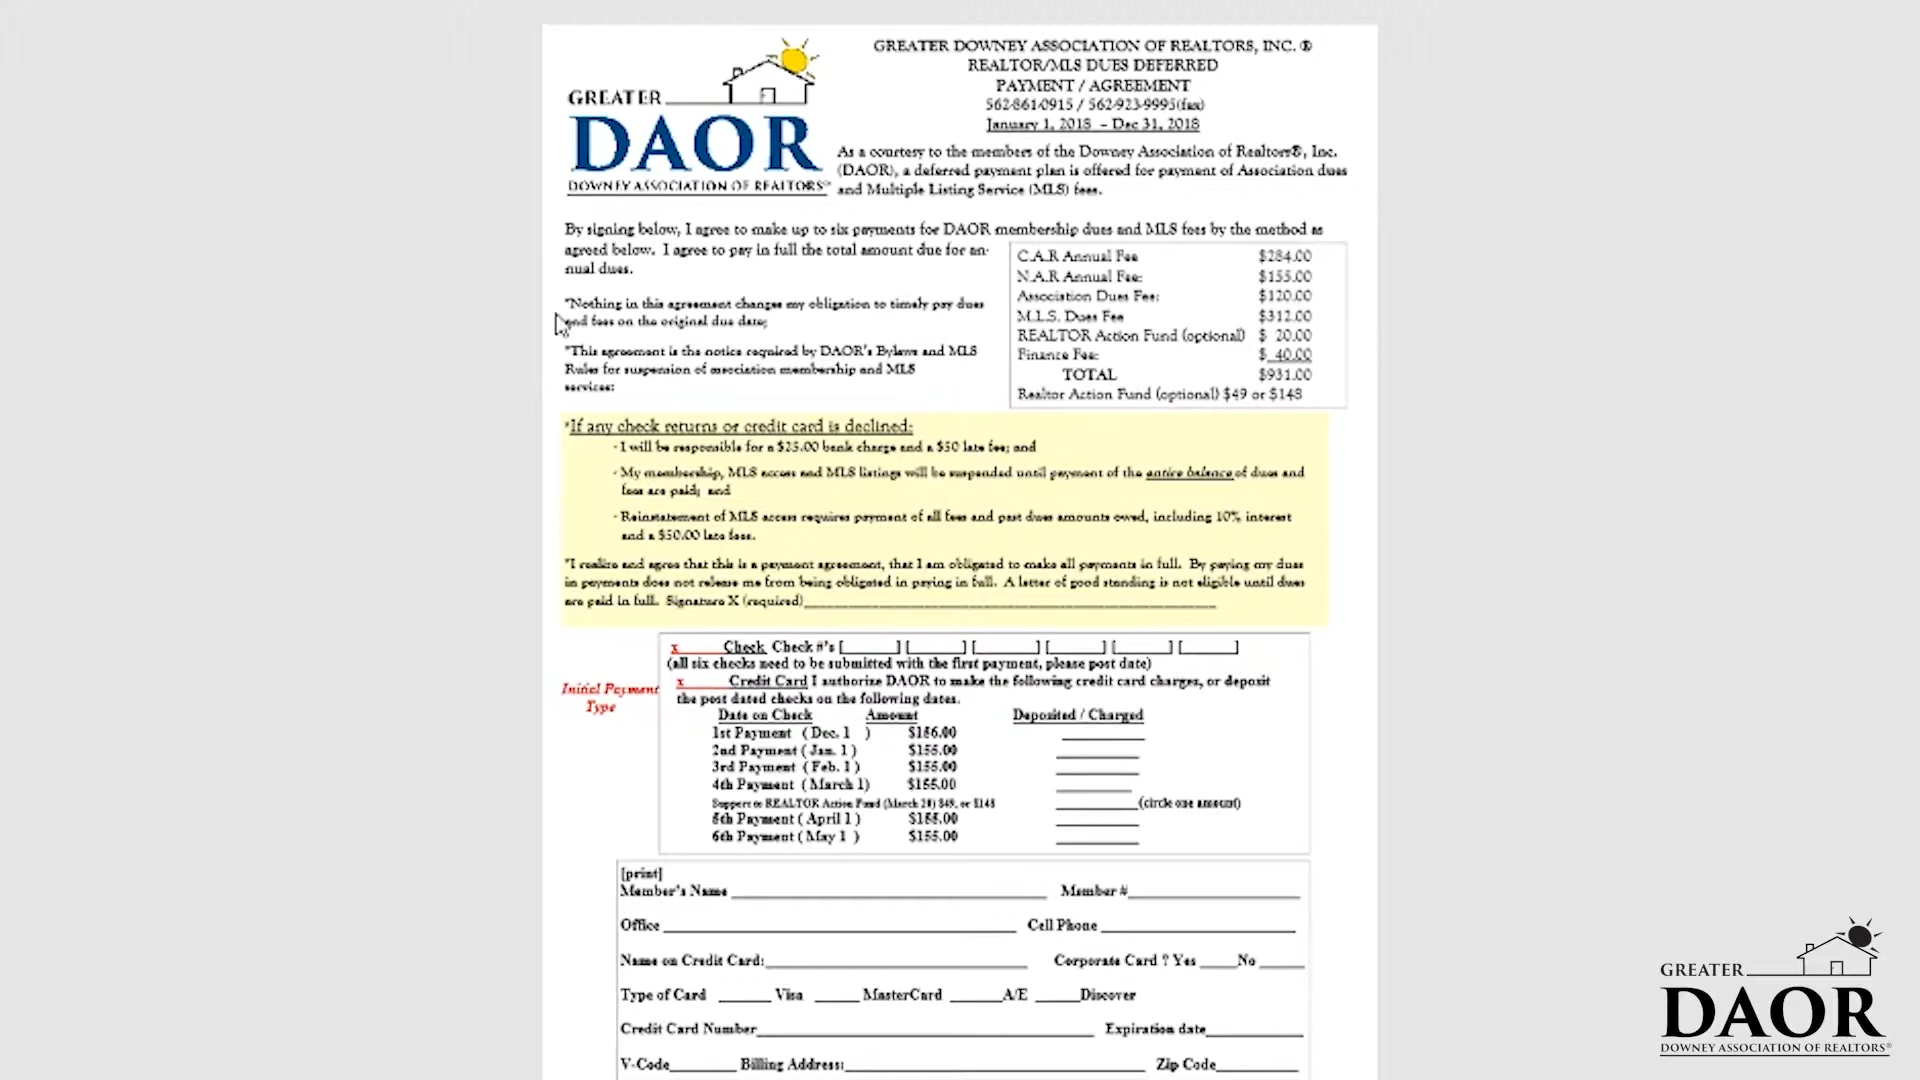 GREATER DOWNEY ASSOCIATION OF REALTORS, INC. ®
REALTOR/MLS DUES DEFERRED
PAYMENT / AGREEMENT
562-861-0915 / 562-923-9995(fax)
January 1, 2018 – Dec 31, 2018
GREATER
DAOR
DOWNEY ASSOCIATION OF REALTORS®
As a courtesy to the members of the Downey Association of Realtors®, Inc.
(DAOR), a deferred payment plan is offered for payment of Association dues
and Multiple Listing Service (MLS) fees.
By signing below, I agree to make up to six payments for DAOR membership dues and MLS fees by the method as
agreed below. I agree to pay in full the total amount due for an-
nual dues.
*Nothing in this agreement changes my obligation to timely pay dues
and fees on the original due date;
*This agreement is the notice required by DAOR's Bylaws and MLS
Rules for suspension of association membership and MLS
services:
C.A.R Annual Fee $284.00
N.A.R Annual Fee: $155.00
Association Dues Fee: $120.00
M.L.S. Dues Fee $312.00
REALTOR Action Fund (optional) $ 20.00
Finance Fee: $ 40.00
TOTAL $931.00
Realtor Action Fund (optional) $49 or $148
*If any check returns or credit card is declined:
- I will be responsible for a $25.00 bank charge and a $50 late fee; and
- My membership, MLS access and MLS listings will be suspended until payment of the entire balance of dues and
fees are paid; and
- Reinstatement of MLS access requires payment of all fees and past dues amounts owed, including 10% interest
and a $50.00 late fees.
*I realize and agree that this is a payment agreement, that I am obligated to make all payments in full. By paying my dues
in payments does not release me from being obligated in paying in full. A letter of good standing is not eligible until dues
are paid in full. Signature X (required)
x Check Check #'s [ ] [ ] [ ] [ ] [ ] [ ]
(all six checks need to be submitted with the first payment, please post date)
Initial Payment
Type
x Credit Card I authorize DAOR to make the following credit card charges, or deposit
the post dated checks on the following dates.
Date on Check Amount Deposited / Charged
1st Payment ( Dec. 1 ) $156.00
2nd Payment ( Jan. 1 ) $155.00
3rd Payment ( Feb. 1 ) $155.00
4th Payment ( March 1) $155.00
Support to REALTOR Action Fund (March 20) $49, or $148 (circle one amount)
5th Payment ( April 1 ) $155.00
6th Payment ( May 1 ) $155.00
[print]
Member's Name Member #
Office Cell Phone
Name on Credit Card: Corporate Card ? Yes No
Type of Card Visa MasterCard A/E Discover
Credit Card Number Expiration date
V-Code Billing Address: Zip Code
GREATER
DAOR
DOWNEY ASSOCIATION OF REALTORS®